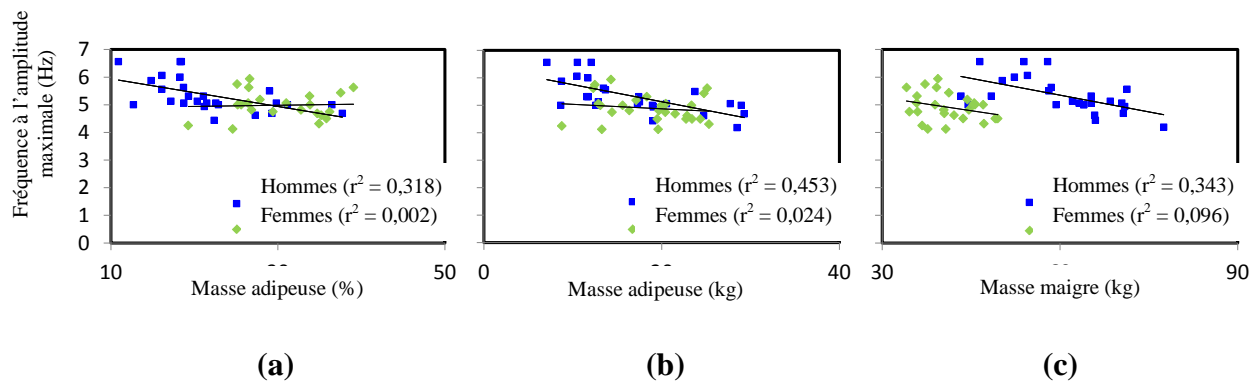 Fréquence à l'amplitude
maximale (Hz)
7
6
5
4
3
2
1
0
Hommes (r² = 0,318)
Femmes (r² = 0,002)
10
50
Masse adipeuse (%)
(a)
Hommes (r² = 0,453)
Femmes (r² = 0,024)
0
40
Masse adipeuse (kg)
(b)
Hommes (r² = 0,343)
Femmes (r² = 0,096)
30
90
Masse maigre (kg)
(c)